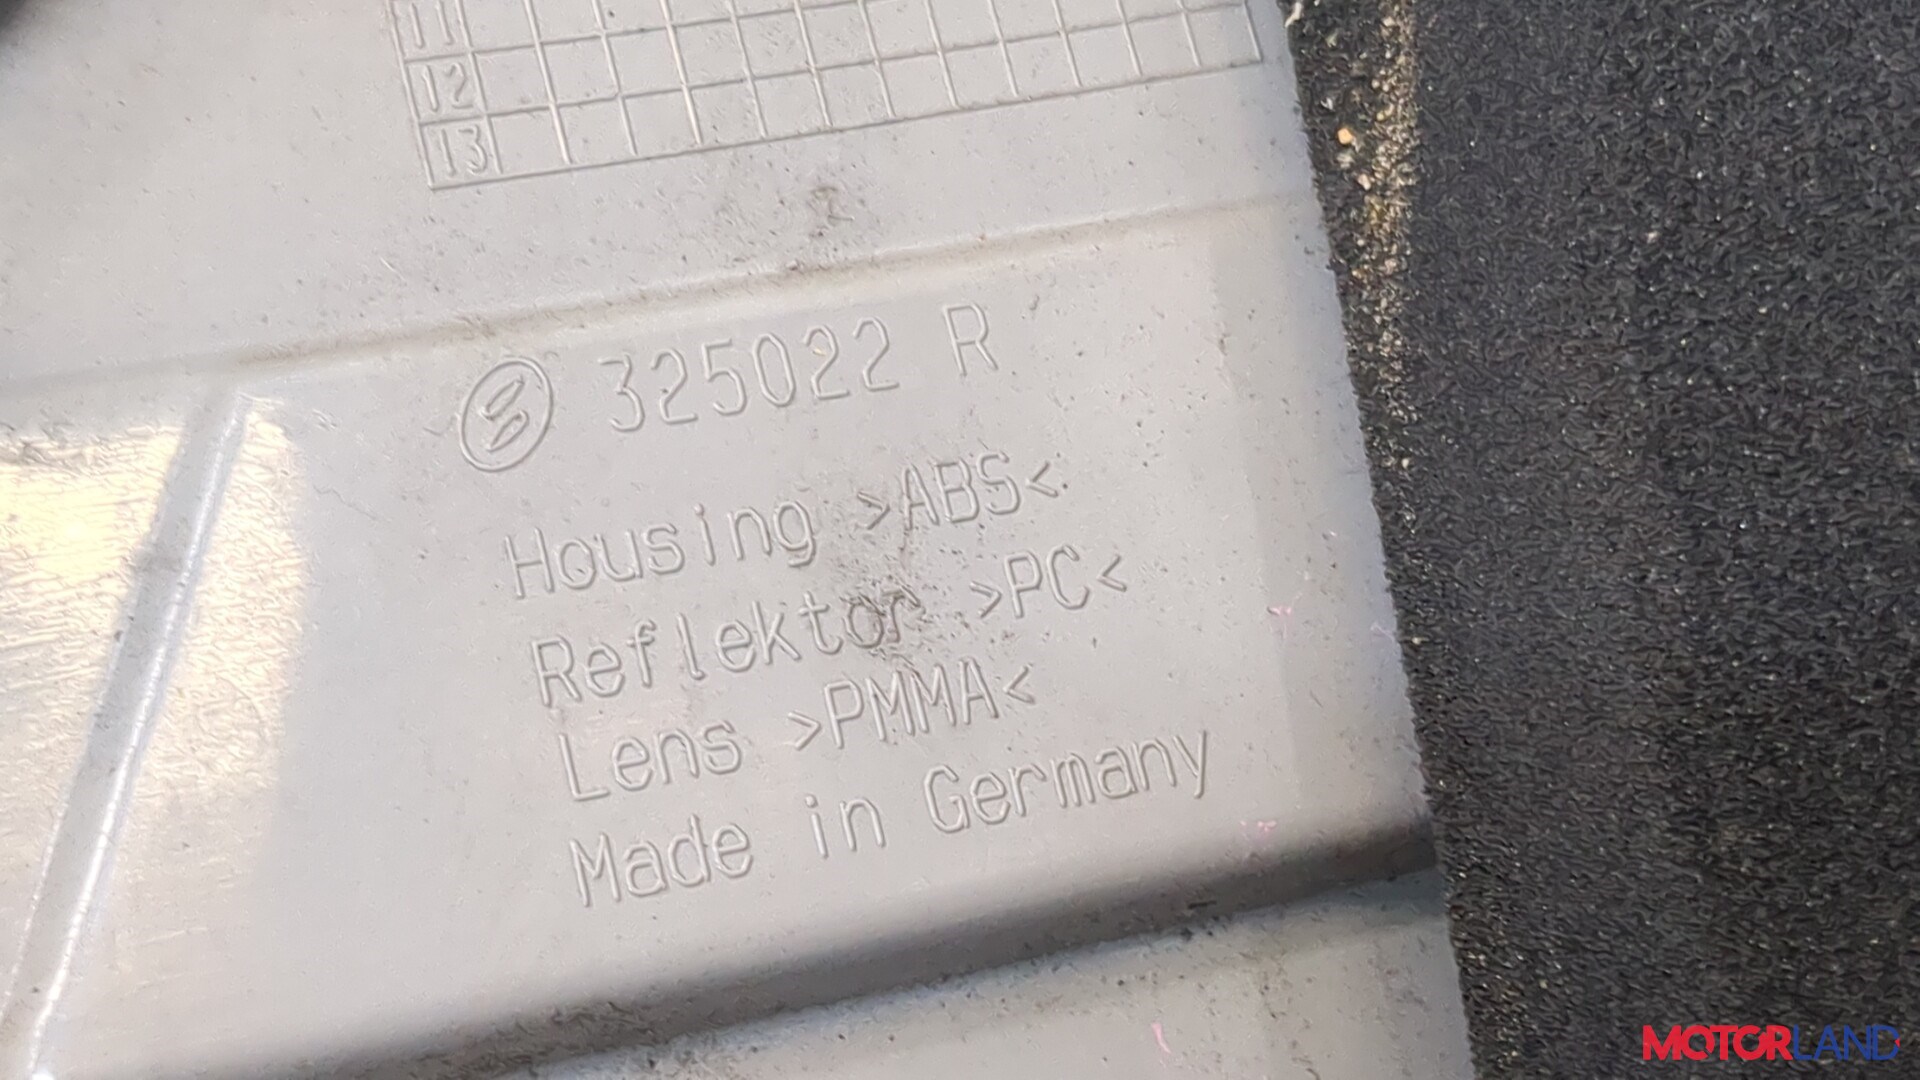 11
12
13
325022 R
Housing >ABS<
Reflektor >PC<
Lens >PMMA<
Made in Germany
MOTORLAND